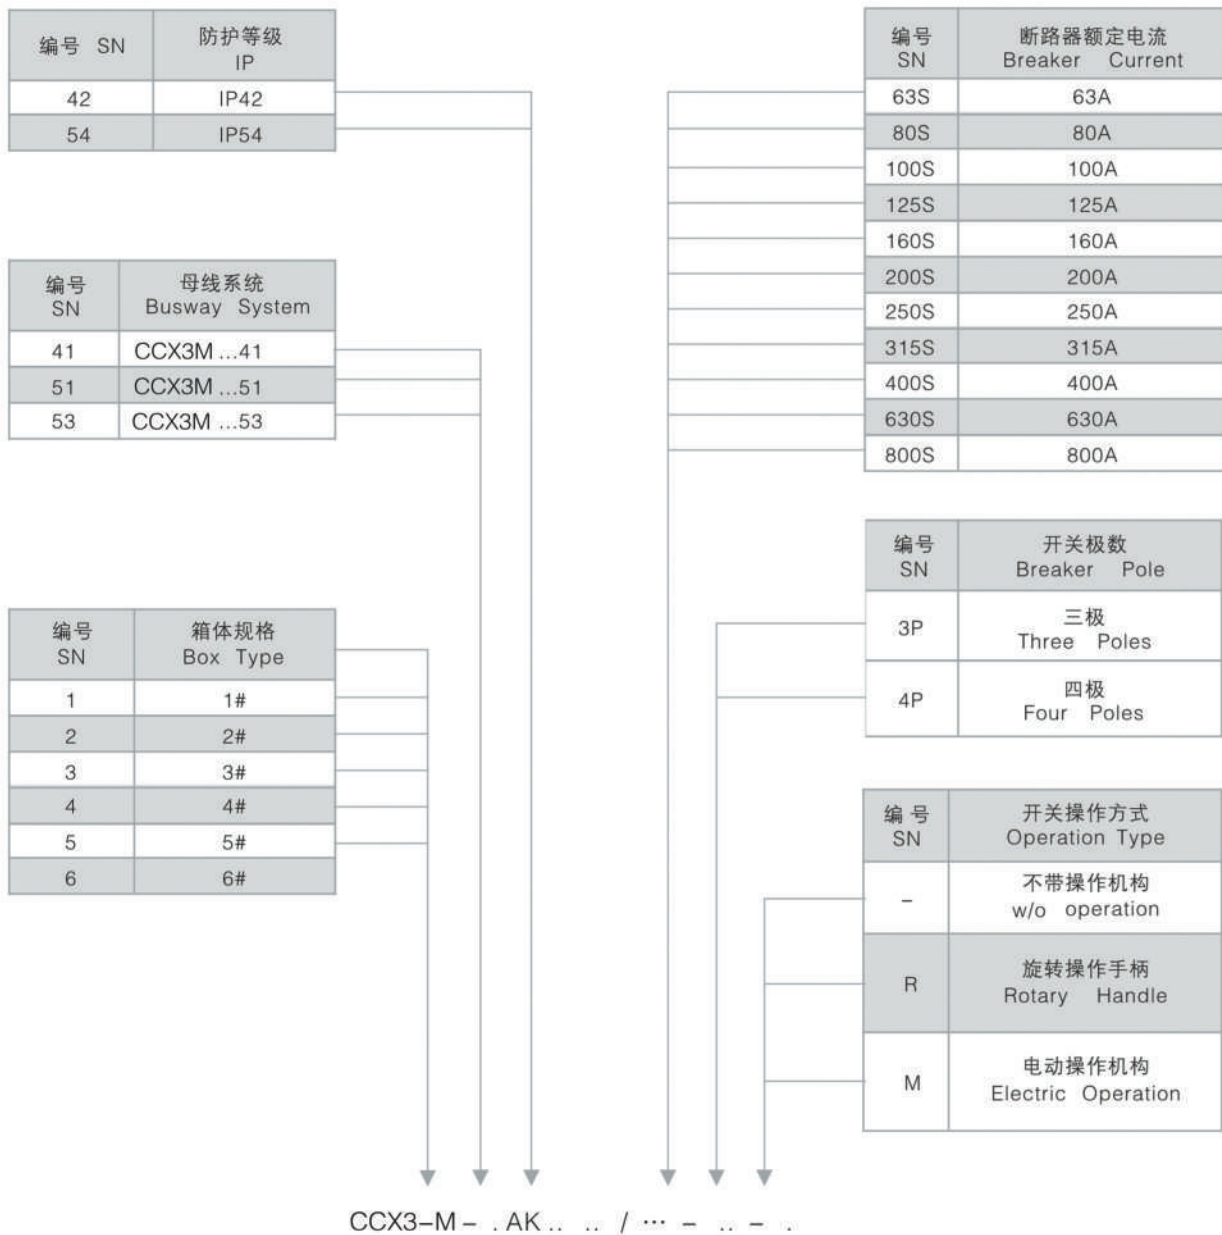 编号 SN 防护等级
IP
42 IP42
54 IP54
编号
SN
母线系统
Busway System
41 CCX3M ...41
51 CCX3M ...51
53 CCX3M ...53
编号
SN
箱体规格
Box Type
1 1#
2 2#
3 3#
4 4#
5 5#
6 6#
编号
SN
断路器额定电流
Breaker Current
63S 63A
80S 80A
100S 100A
125S 125A
160S 160A
200S 200A
250S 250A
315S 315A
400S 400A
630S 630A
800S 800A
编号
SN
开关极数
Breaker Pole
3P 三极
Three Poles
4P 四极
Four Poles
编 号
SN
开关操作方式
Operation Type
– 不带操作机构
w/o operation
R 旋转操作手柄
Rotary Handle
M 电动操作机构
Electric Operation
CCX3–M – . AK .. .. / ··· – .. – .